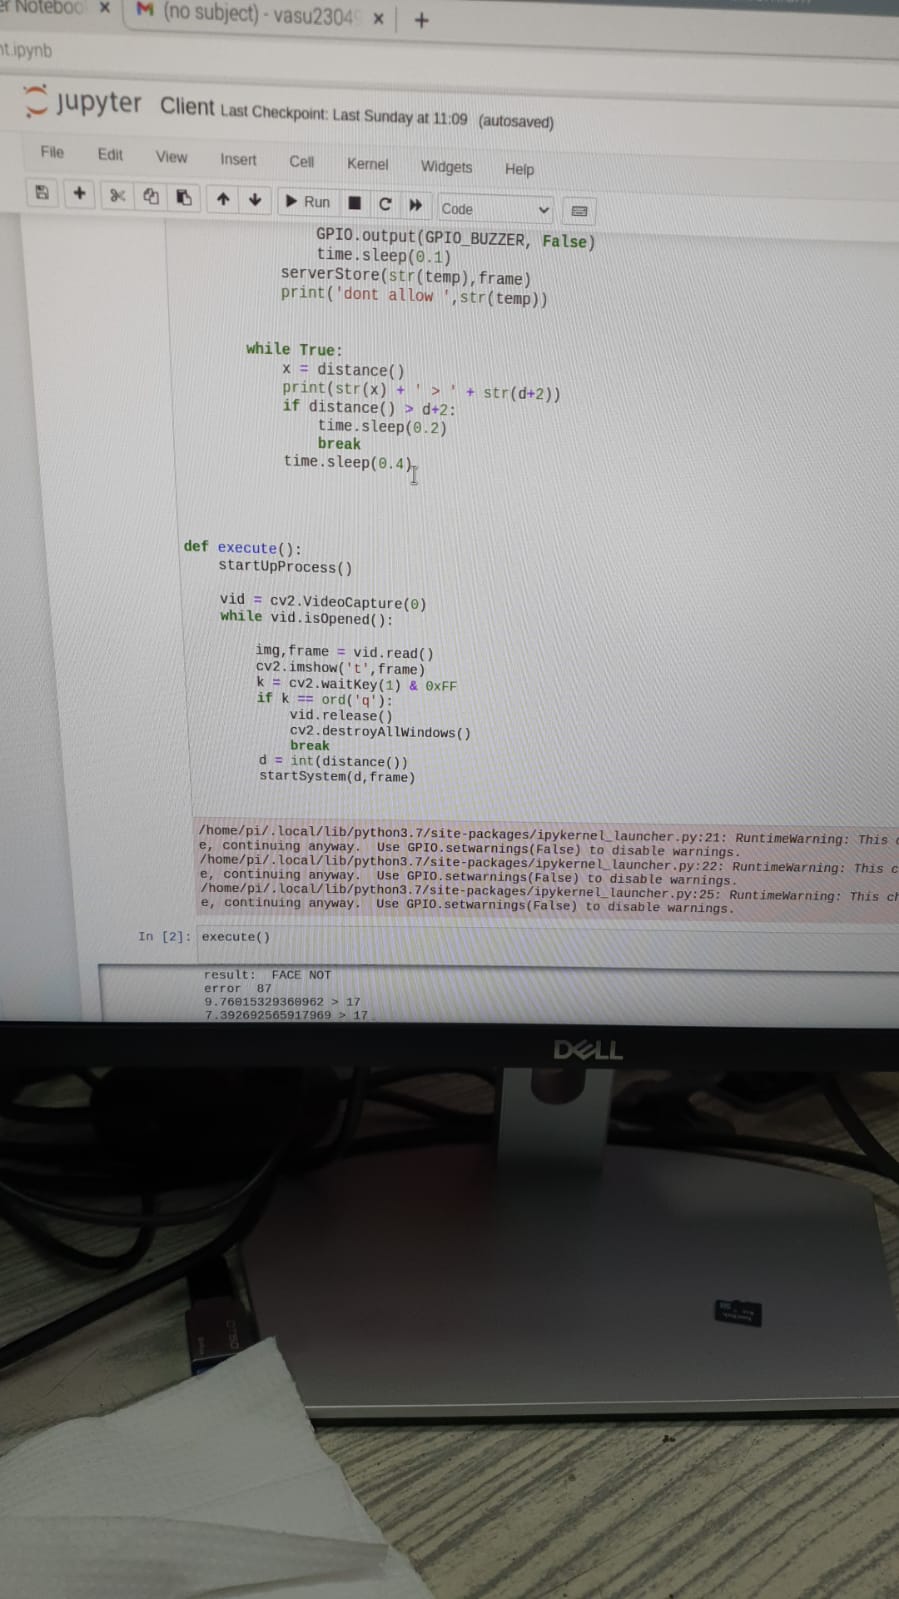 (no subject) - vasu2304
nt.ipynb
jupyter Client Last Checkpoint: Last Sunday at 11:09 (autosaved)
File Edit View Insert Cell Kernel Widgets Help
Run Code
GPIO.output(GPIO_BUZZER, False)
time.sleep(0.1)
serverStore(str(temp),frame)
print('dont allow ',str(temp))
while True:
x = distance()
print(str(x) + ' > ' + str(d+2))
if distance() > d+2:
time.sleep(0.2)
break
time.sleep(0.4)
def execute():
startUpProcess()
vid = cv2.VideoCapture(0)
while vid.isOpened():
img,frame = vid.read()
cv2.imshow('t',frame)
k = cv2.waitKey(1) & 0xFF
if k == ord('q'):
vid.release()
cv2.destroyAllWindows()
break
d = int(distance())
startSystem(d,frame)
/home/pi/.local/lib/python3.7/site-packages/ipykernel_launcher.py:21: RuntimeWarning: This c
e, continuing anyway. Use GPIO.setwarnings(False) to disable warnings.
/home/pi/.local/lib/python3.7/site-packages/ipykernel_launcher.py:22: RuntimeWarning: This c
e, continuing anyway. Use GPIO.setwarnings(False) to disable warnings.
/home/pi/.local/lib/python3.7/site-packages/ipykernel_launcher.py:25: RuntimeWarning: This ch
e, continuing anyway. Use GPIO.setwarnings(False) to disable warnings.
In [2]: execute()
result: FACE NOT
error 87
9.76015329360962 > 17
7.392692565917969 > 17
DELL